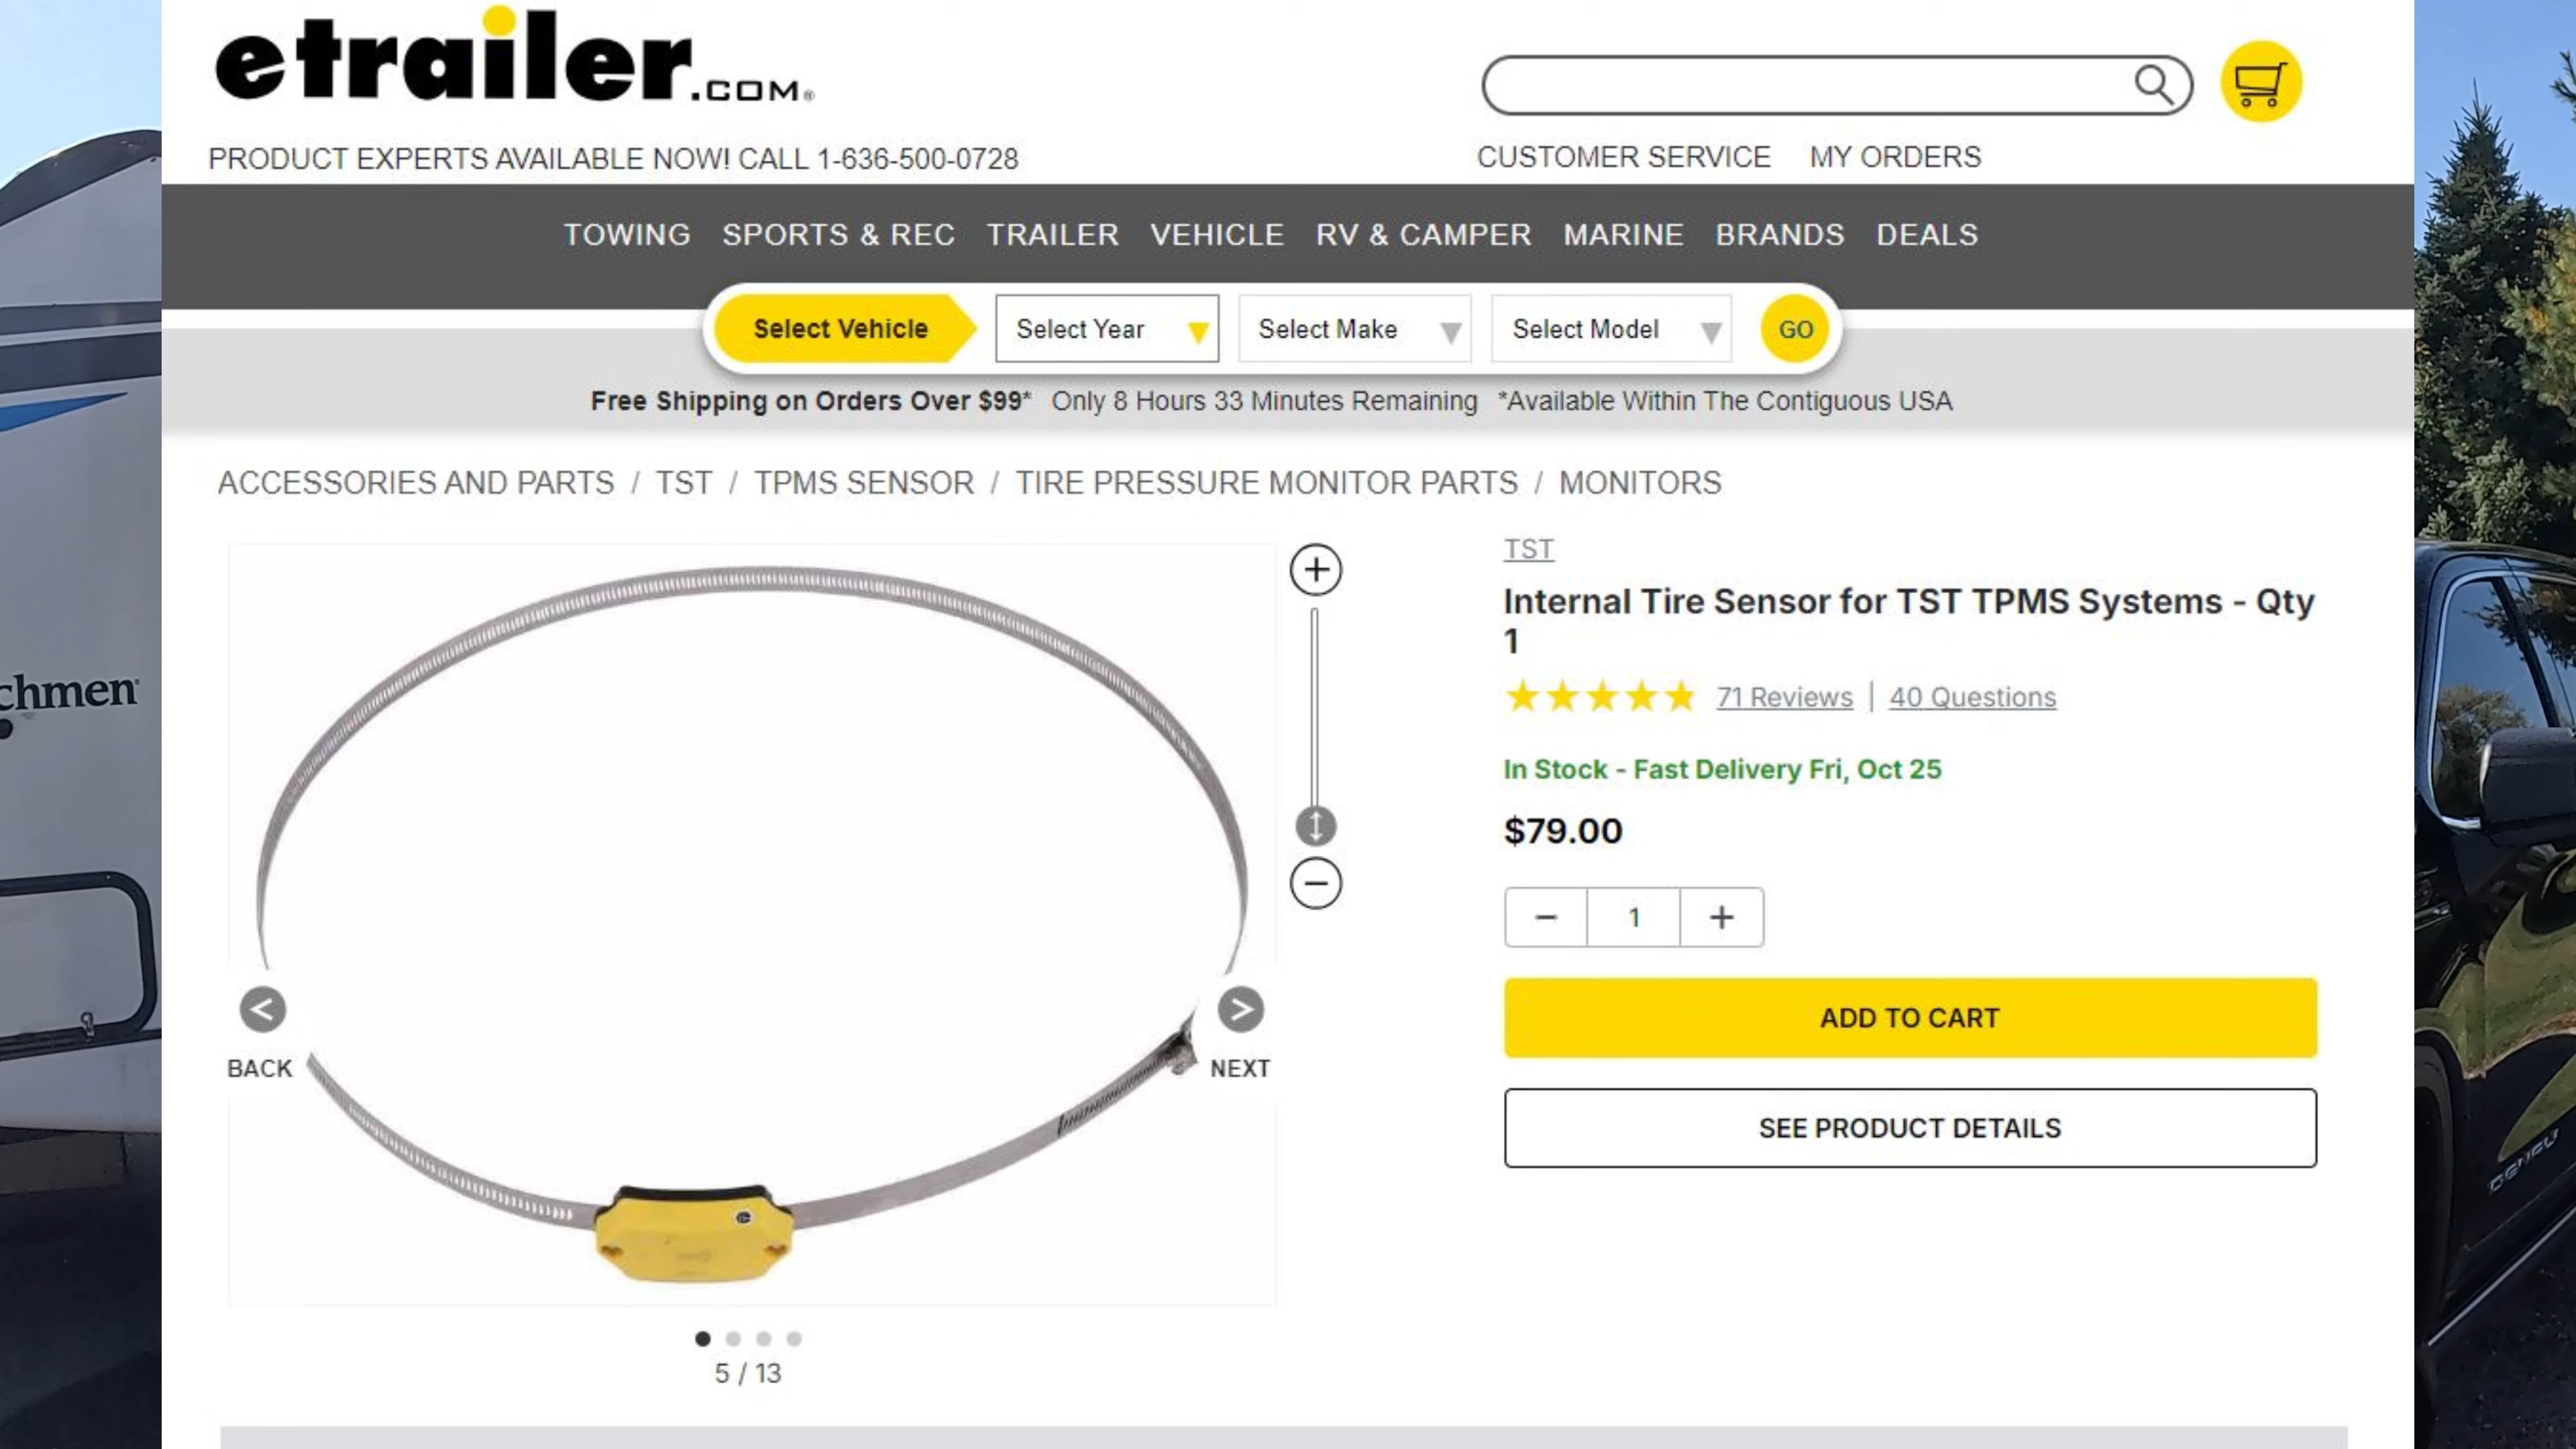 etrailer.COM®
PRODUCT EXPERTS AVAILABLE NOW! CALL 1-636-500-0728
CUSTOMER SERVICE MY ORDERS
TOWING SPORTS & REC TRAILER VEHICLE RV & CAMPER MARINE BRANDS DEALS
Select Vehicle Select Year Select Make Select Model GO
Free Shipping on Orders Over $99* Only 8 Hours 33 Minutes Remaining *Available Within The Contiguous USA
ACCESSORIES AND PARTS / TST / TPMS SENSOR / TIRE PRESSURE MONITOR PARTS / MONITORS
TST
Internal Tire Sensor for TST TPMS Systems - Qty
1
71 Reviews | 40 Questions
In Stock - Fast Delivery Fri, Oct 25
$79.00
− 1 +
ADD TO CART
SEE PRODUCT DETAILS
< BACK
> NEXT
5 / 13
chmen